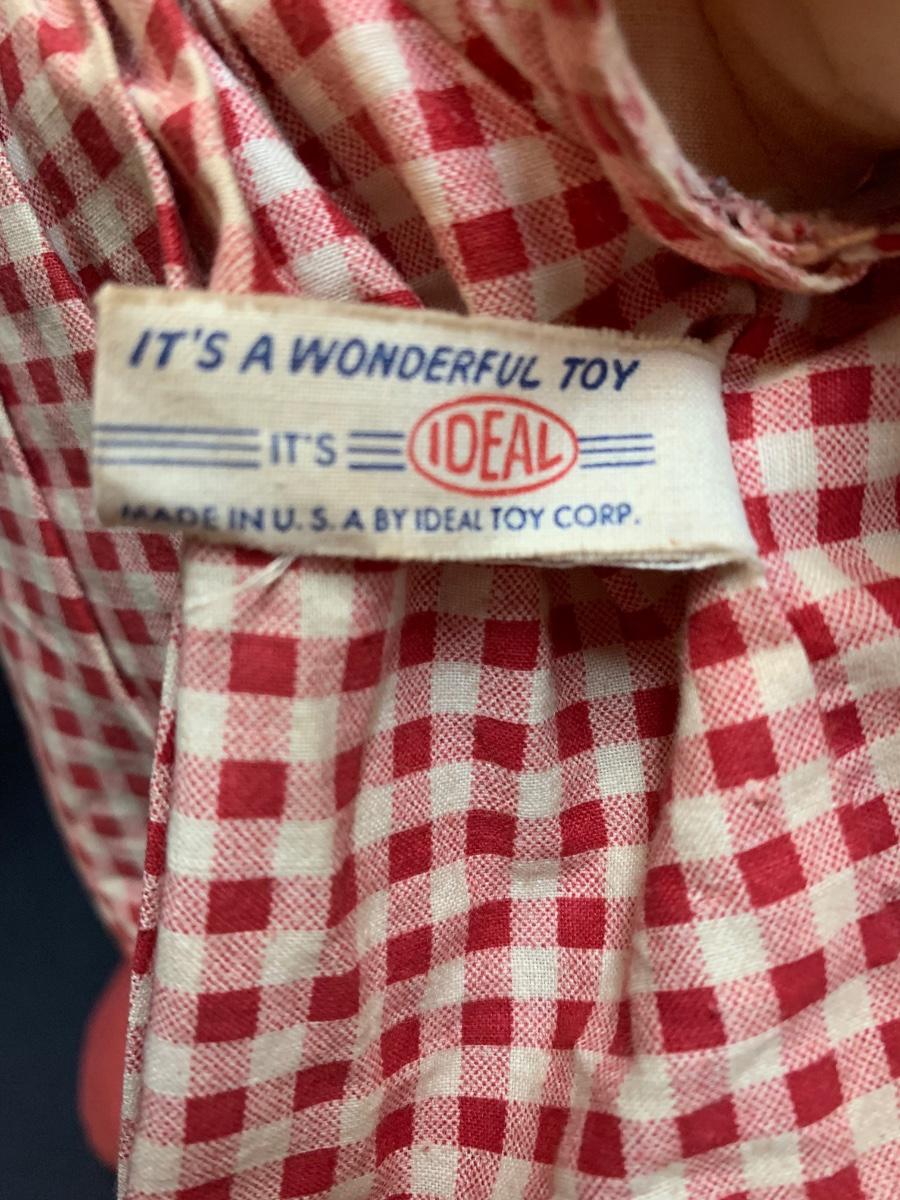 IT'S A WONDERFUL TOY
IT'S IDEAL
MADE IN U.S.A BY IDEAL TOY CORP.